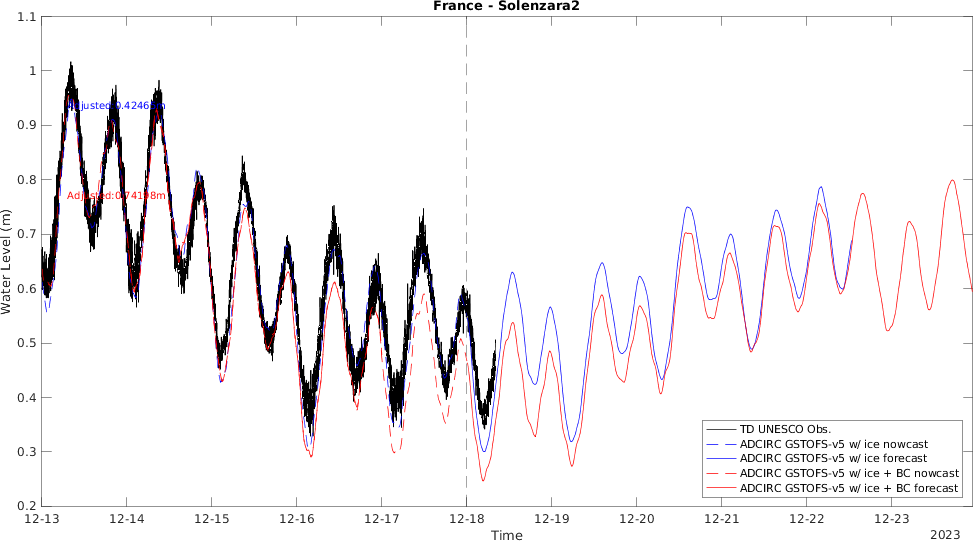 France - Solenzara2
1.1
1
0.9
0.8
0.7
0.6
0.5
0.4
0.3
0.2
Water Level (m)
Adjusted:0.74198m
TD UNESCO Obs.
ADCIRC GSTOFS-v5 w/ ice nowcast
ADCIRC GSTOFS-v5 w/ ice forecast
ADCIRC GSTOFS-v5 w/ ice + BC nowcast
ADCIRC GSTOFS-v5 w/ ice + BC forecast
12-13 12-14 12-15 12-16 12-17 12-18 12-19 12-20 12-21 12-22 12-23
Time
2023